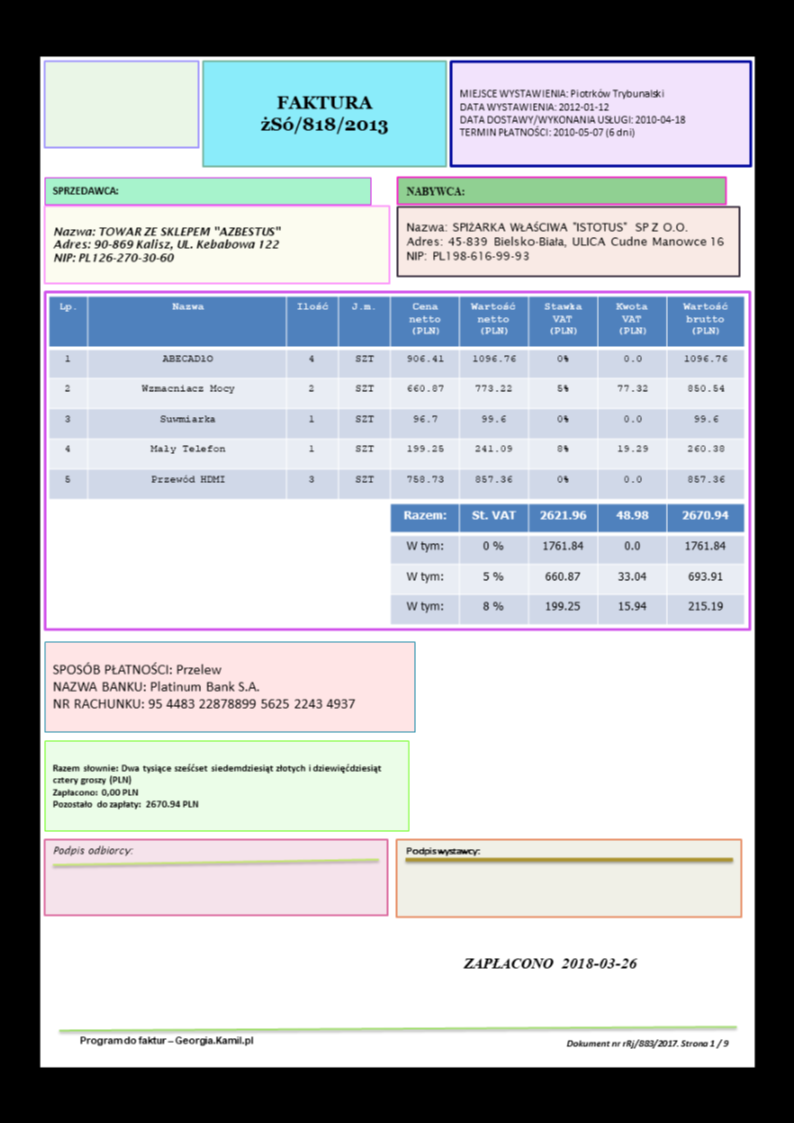 FAKTURA
żSó/818/2013
MIEJSCE WYSTAWIENIA: Piotrków Trybunalski
DATA WYSTAWIENIA: 2012-01-12
DATA DOSTAWY/WYKONANIA USŁUGI: 2010-04-18
TERMIN PŁATNOŚCI: 2010-05-07 (6 dni)
SPRZEDAWCA:
Nazwa: TOWAR ZE SKLEPEM "AZBESTUS"
Adres: 90-869 Kalisz, UL. Kebabowa 122
NIP: PL126-270-30-60
NABYWCA:
Nazwa: SPIŻARKA WŁAŚCIWA "ISTOTUS" SP Z O.O.
Adres: 45-839 Bielsko-Biała, ULICA Cudne Manowce 16
NIP: PL198-616-99-93
Lp. Nazwa Ilość J.m. Cena netto (PLN) Wartość netto (PLN) Stawka VAT (PLN) Kwota VAT (PLN) Wartość brutto (PLN)
1 ABECADłO 4 SZT 906.41 1096.76 0% 0.0 1096.76
2 Wzmacniacz Mocy 2 SZT 660.87 773.22 5% 77.32 850.54
3 Suwmiarka 1 SZT 96.7 99.6 0% 0.0 99.6
4 Mały Telefon 1 SZT 199.25 241.09 8% 19.29 260.38
5 Przewód HDMI 3 SZT 758.73 857.36 0% 0.0 857.36
Razem: St. VAT 2621.96 48.98 2670.94
W tym: 0 % 1761.84 0.0 1761.84
W tym: 5 % 660.87 33.04 693.91
W tym: 8 % 199.25 15.94 215.19
SPOSÓB PŁATNOŚCI: Przelew
NAZWA BANKU: Platinum Bank S.A.
NR RACHUNKU: 95 4483 22878899 5625 2243 4937
Razem słownie: Dwa tysiące sześćset siedemdziesiąt złotych i dziewięćdziesiąt
cztery groszy (PLN)
Zapłacono: 0,00 PLN
Pozostało do zapłaty: 2670.94 PLN
Podpis odbiorcy:
Podpis wystawcy:
ZAPŁACONO 2018-03-26
Program do faktur – Georgia.Kamil.pl
Dokument nr rRj/883/2017. Strona 1 / 9